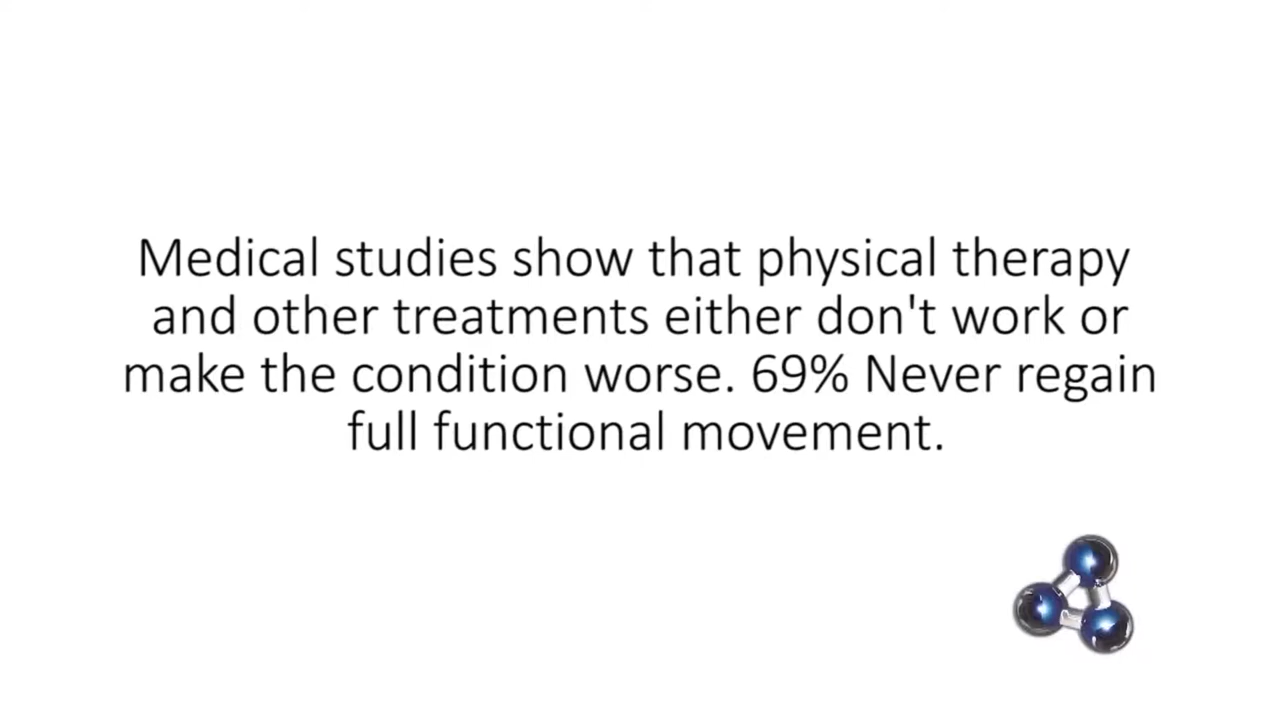 Medical studies show that physical therapy
and other treatments either don't work or
make the condition worse. 69% Never regain
full functional movement.